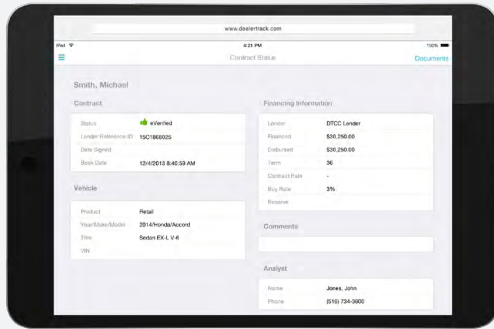 www.dealertrack.com
iPad
4:21 PM
100%
Contract Status
Documents
Smith, Michael
Contract
Status eVerified
Lender Reference ID 15C1868025
Date Signed
Book Date 12/4/2013 8:40:59 AM
Vehicle
Product Retail
Year/Make/Model 2014/Honda/Accord
Trim Sedan EX-L V-6
VIN
Financing Information
Lender DTCC Lender
Financed $30,250.00
Disbursed $30,250.00
Term 36
Contract Rate -
Buy Rate 3%
Reserve
Comments
Analyst
Name Jones, John
Phone (516) 734-3600